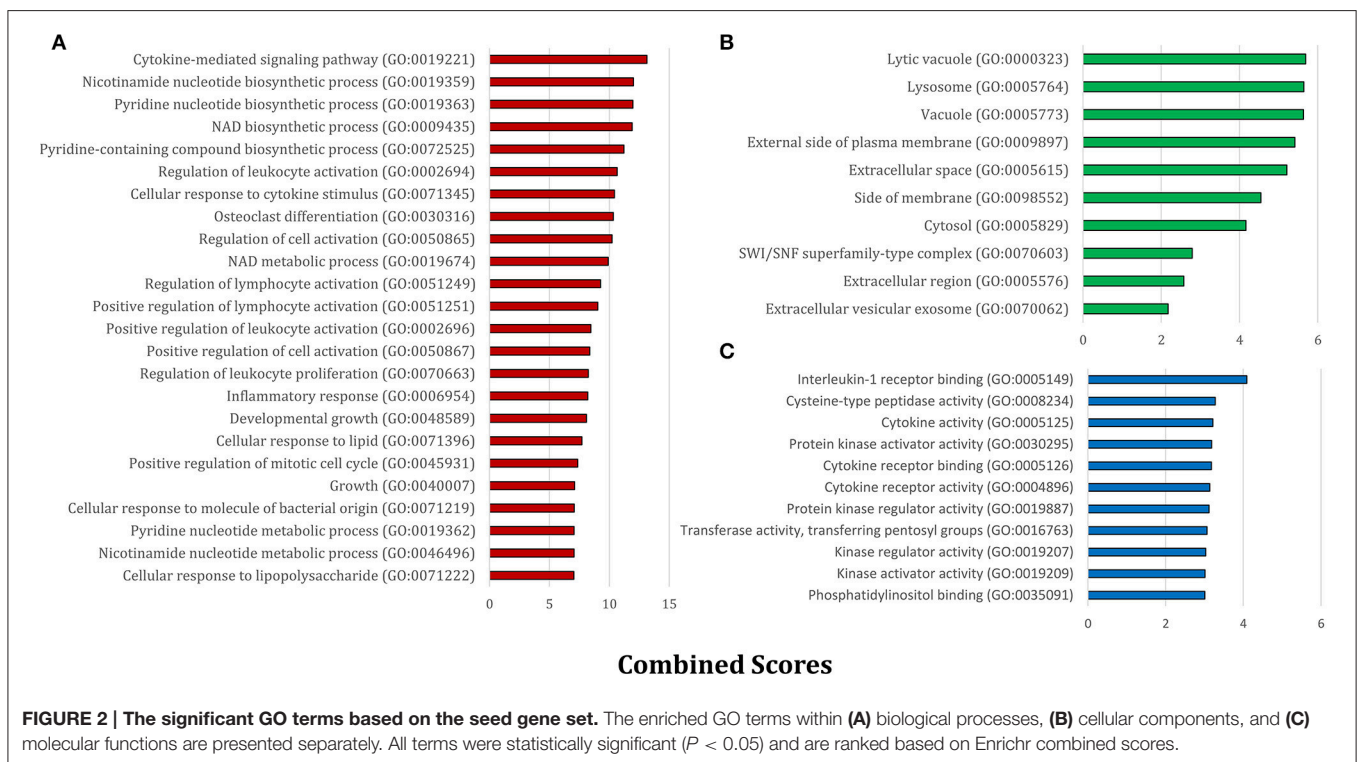 A
Cytokine-mediated signaling pathway (GO:0019221)
Nicotinamide nucleotide biosynthetic process (GO:0019359)
Pyridine nucleotide biosynthetic process (GO:0019363)
NAD biosynthetic process (GO:0009435)
Pyridine-containing compound biosynthetic process (GO:0072525)
Regulation of leukocyte activation (GO:0002694)
Cellular response to cytokine stimulus (GO:0071345)
Osteoclast differentiation (GO:0030316)
Regulation of cell activation (GO:0050865)
NAD metabolic process (GO:0019674)
Regulation of lymphocyte activation (GO:0051249)
Positive regulation of lymphocyte activation (GO:0051251)
Positive regulation of leukocyte activation (GO:0002696)
Positive regulation of cell activation (GO:0050867)
Regulation of leukocyte proliferation (GO:0070663)
Inflammatory response (GO:0006954)
Developmental growth (GO:0048589)
Cellular response to lipid (GO:0071396)
Positive regulation of mitotic cell cycle (GO:0045931)
Growth (GO:0040007)
Cellular response to molecule of bacterial origin (GO:0071219)
Pyridine nucleotide metabolic process (GO:0019362)
Nicotinamide nucleotide metabolic process (GO:0046496)
Cellular response to lipopolysaccharide (GO:0071222)
0 5 10 15
B
Lytic vacuole (GO:0000323)
Lysosome (GO:0005764)
Vacuole (GO:0005773)
External side of plasma membrane (GO:0009897)
Extracellular space (GO:0005615)
Side of membrane (GO:0098552)
Cytosol (GO:0005829)
SWI/SNF superfamily-type complex (GO:0070603)
Extracellular region (GO:0005576)
Extracellular vesicular exosome (GO:0070062)
0 2 4 6
C
Interleukin-1 receptor binding (GO:0005149)
Cysteine-type peptidase activity (GO:0008234)
Cytokine activity (GO:0005125)
Protein kinase activator activity (GO:0030295)
Cytokine receptor binding (GO:0005126)
Cytokine receptor activity (GO:0004896)
Protein kinase regulator activity (GO:0019887)
Transferase activity, transferring pentosyl groups (GO:0016763)
Kinase regulator activity (GO:0019207)
Kinase activator activity (GO:0019209)
Phosphatidylinositol binding (GO:0035091)
0 2 4 6
Combined Scores
FIGURE 2 | The significant GO terms based on the seed gene set. The enriched GO terms within (A) biological processes, (B) cellular components, and (C)
molecular functions are presented separately. All terms were statistically significant (P < 0.05) and are ranked based on Enrichr combined scores.